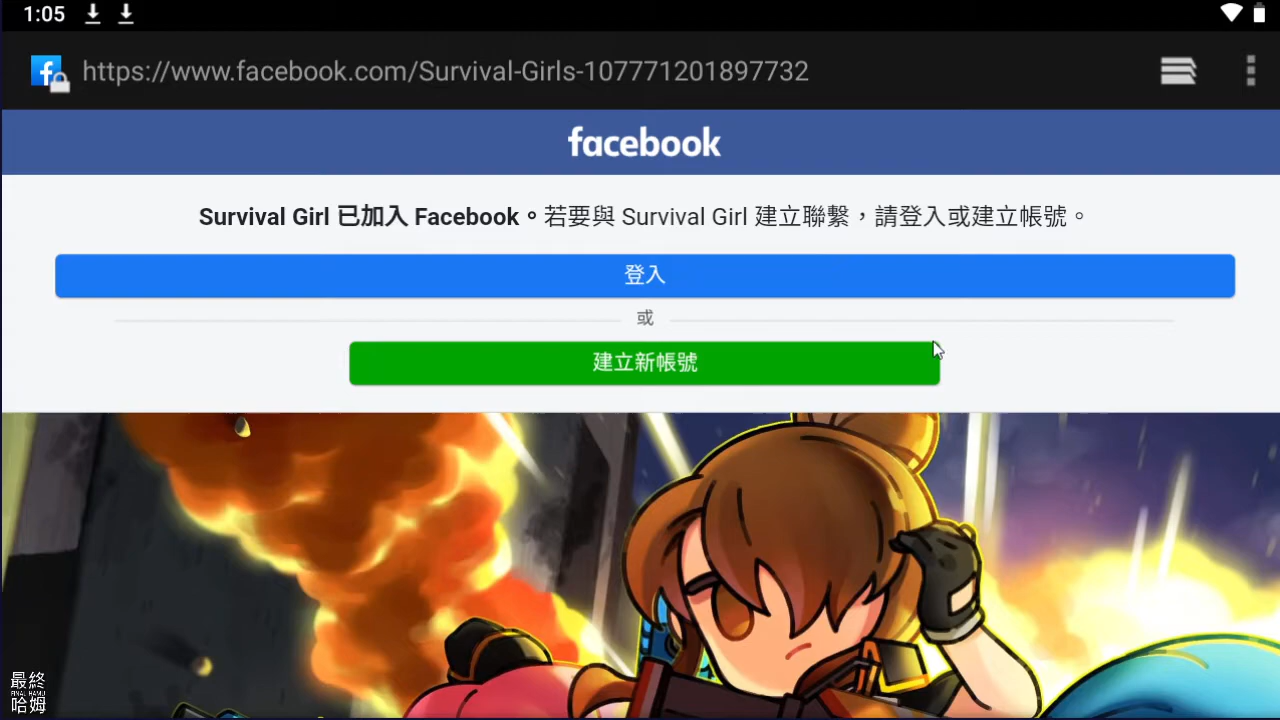 1:05
https://www.facebook.com/Survival-Girls-107771201897732
facebook
Survival Girl 已加入 Facebook。若要與 Survival Girl 建立聯繫，請登入或建立帳號。
登入
或
建立新帳號
最終
FINAL HAMU
哈姆